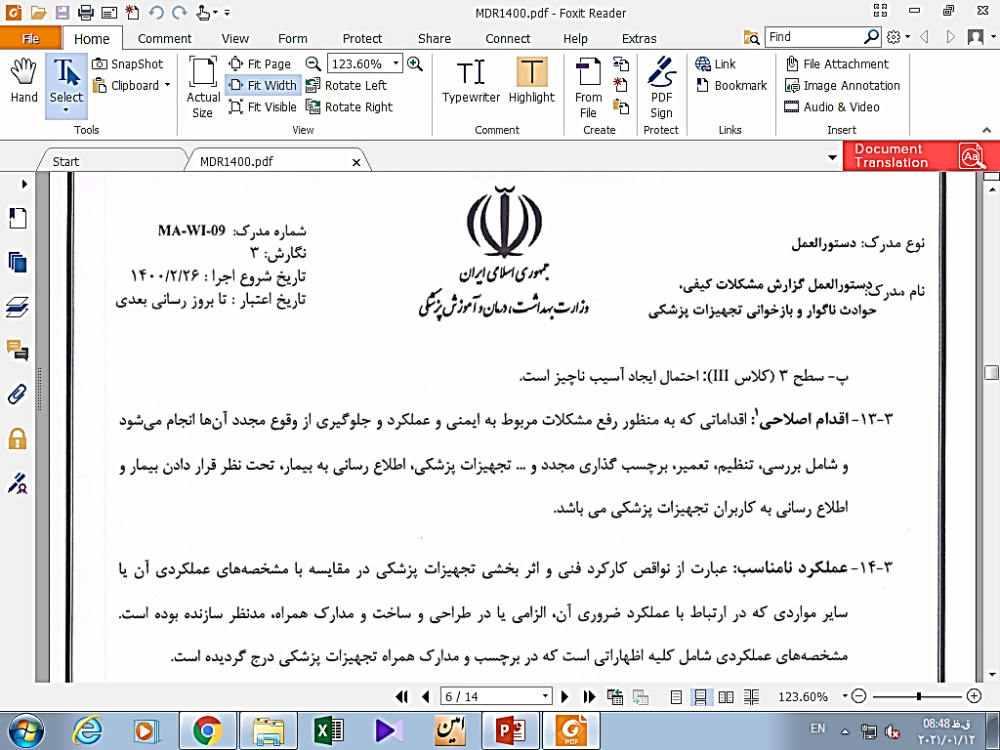 MDR1400.pdf - Foxit Reader
File Home Comment View Form Protect Share Connect Help Extras Find
Hand
Select
SnapShot
Clipboard
Tools
Actual Size
Fit Page
Fit Width
Fit Visible
123.60%
Rotate Left
Rotate Right
View
Typewriter
Highlight
Comment
From File
Create
PDF Sign
Protect
Link
Bookmark
Links
File Attachment
Image Annotation
Audio & Video
Insert
Start
MDR1400.pdf
Document Translation
نوع مدرک: دستورالعمل
نام مدرک: دستورالعمل گزارش مشکلات کیفی،
حوادث ناگوار و بازخوانی تجهیزات پزشکی
جمهوری اسلامی ایران
وزارت بهداشت، درمان و آموزش پزشکی
شماره مدرک: MA-WI-09
نگارش: ۳
تاریخ شروع اجرا : ۱۴۰۰/۲/۲۶
تاریخ اعتبار : تا بروز رسانی بعدی
پ- سطح ۳ (کلاس III): احتمال ایجاد آسیب ناچیز است.
۳-۱۳- اقدام اصلاحی۱: اقداماتی که به منظور رفع مشکلات مربوط به ایمنی و عملکرد و جلوگیری از وقوع مجدد آن‌ها انجام می‌شود
و شامل بررسی، تنظیم، تعمیر، برچسب گذاری مجدد و ... تجهیزات پزشکی، اطلاع رسانی به بیمار، تحت نظر قرار دادن بیمار و
اطلاع رسانی به کاربران تجهیزات پزشکی می باشد.
۳-۱۴- عملکرد نامناسب: عبارت از نواقص کارکرد فنی و اثر بخشی تجهیزات پزشکی در مقایسه با مشخصه‌های عملکردی آن یا
سایر مواردی که در ارتباط با عملکرد ضروری آن، الزامی یا در طراحی و ساخت و مدارک همراه، مدنظر سازنده بوده است.
مشخصه‌های عملکردی شامل کلیه اظهاراتی است که در برچسب و مدارک همراه تجهیزات پزشکی درج گردیده است.
6 / 14
123.60%
EN
08:48 ق.ظ
۲۰۲۱/۰۱/۱۲